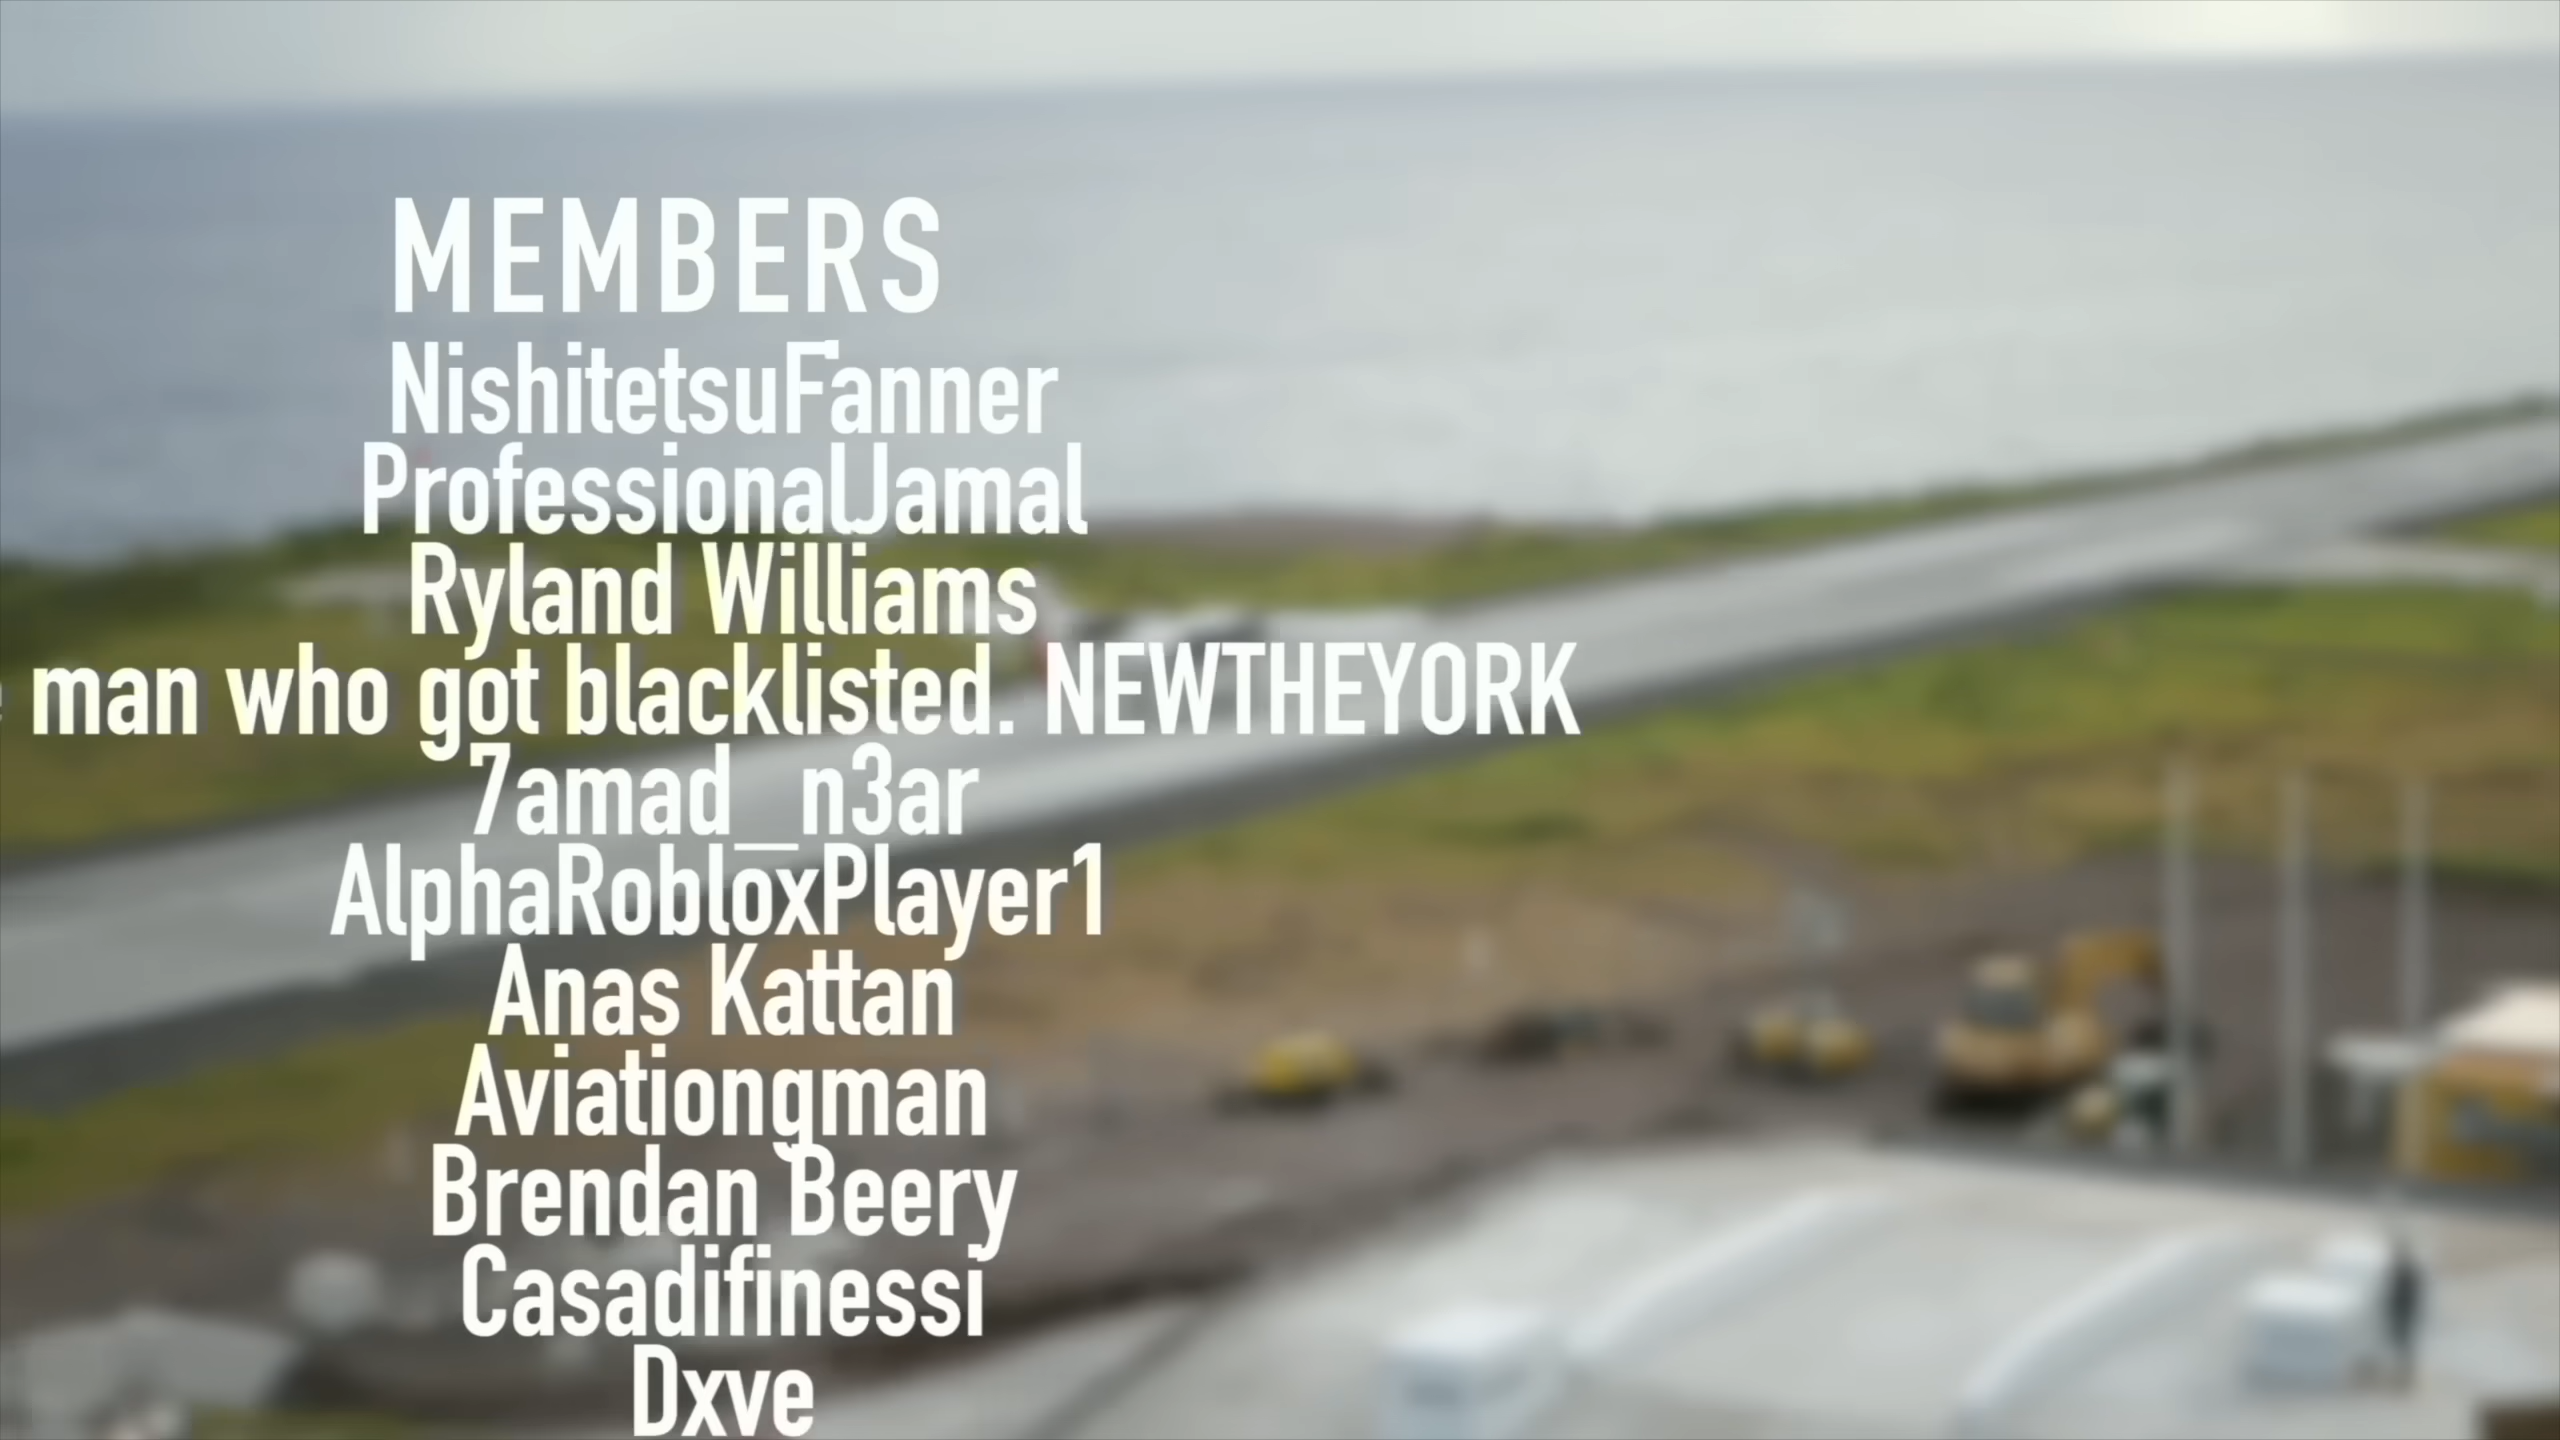 MEMBERS
NishitetsuFanner
ProfessionalJamal
Ryland Williams
man who got blacklisted. NEWTHEYORK
7amad_n3ar
AlphaRobloxPlayer1
Anas Kattan
Aviationgman
Brendan Beery
Casadifinessi
Dxve